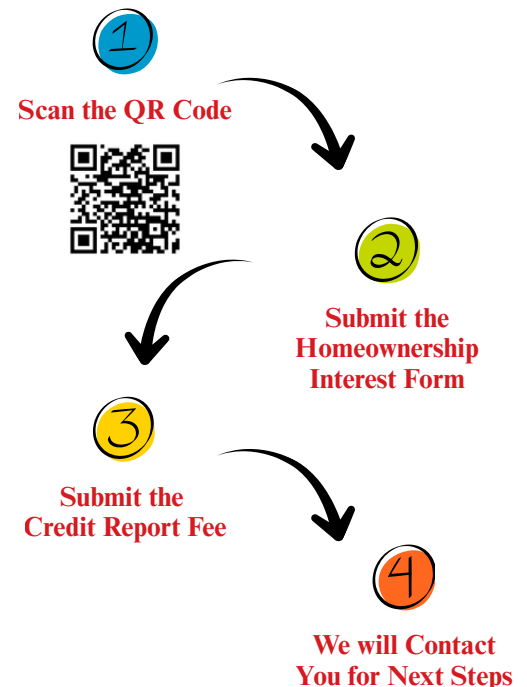 1
Scan the QR Code
2
Submit the
Homeownership
Interest Form
3
Submit the
Credit Report Fee
4
We will Contact
You for Next Steps